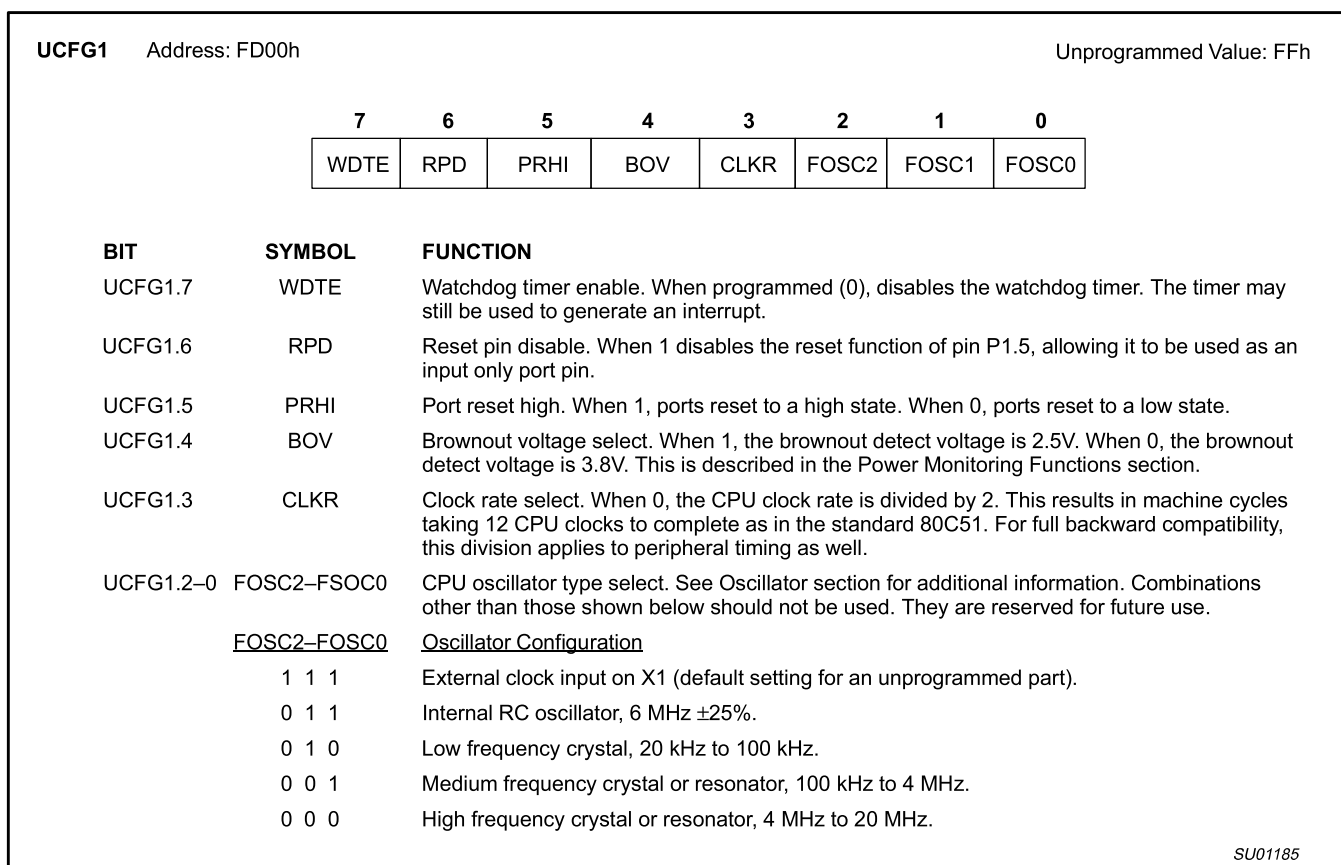 UCFG1 Address: FD00h Unprogrammed Value: FFh
7 6 5 4 3 2 1 0
WDTE RPD PRHI BOV CLKR FOSC2 FOSC1 FOSC0
BIT SYMBOL FUNCTION
UCFG1.7 WDTE Watchdog timer enable. When programmed (0), disables the watchdog timer. The timer may
still be used to generate an interrupt.
UCFG1.6 RPD Reset pin disable. When 1 disables the reset function of pin P1.5, allowing it to be used as an
input only port pin.
UCFG1.5 PRHI Port reset high. When 1, ports reset to a high state. When 0, ports reset to a low state.
UCFG1.4 BOV Brownout voltage select. When 1, the brownout detect voltage is 2.5V. When 0, the brownout
detect voltage is 3.8V. This is described in the Power Monitoring Functions section.
UCFG1.3 CLKR Clock rate select. When 0, the CPU clock rate is divided by 2. This results in machine cycles
taking 12 CPU clocks to complete as in the standard 80C51. For full backward compatibility,
this division applies to peripheral timing as well.
UCFG1.2–0 FOSC2–FSOC0 CPU oscillator type select. See Oscillator section for additional information. Combinations
other than those shown below should not be used. They are reserved for future use.
FOSC2–FOSC0 Oscillator Configuration
1 1 1 External clock input on X1 (default setting for an unprogrammed part).
0 1 1 Internal RC oscillator, 6 MHz ±25%.
0 1 0 Low frequency crystal, 20 kHz to 100 kHz.
0 0 1 Medium frequency crystal or resonator, 100 kHz to 4 MHz.
0 0 0 High frequency crystal or resonator, 4 MHz to 20 MHz.
SU01185